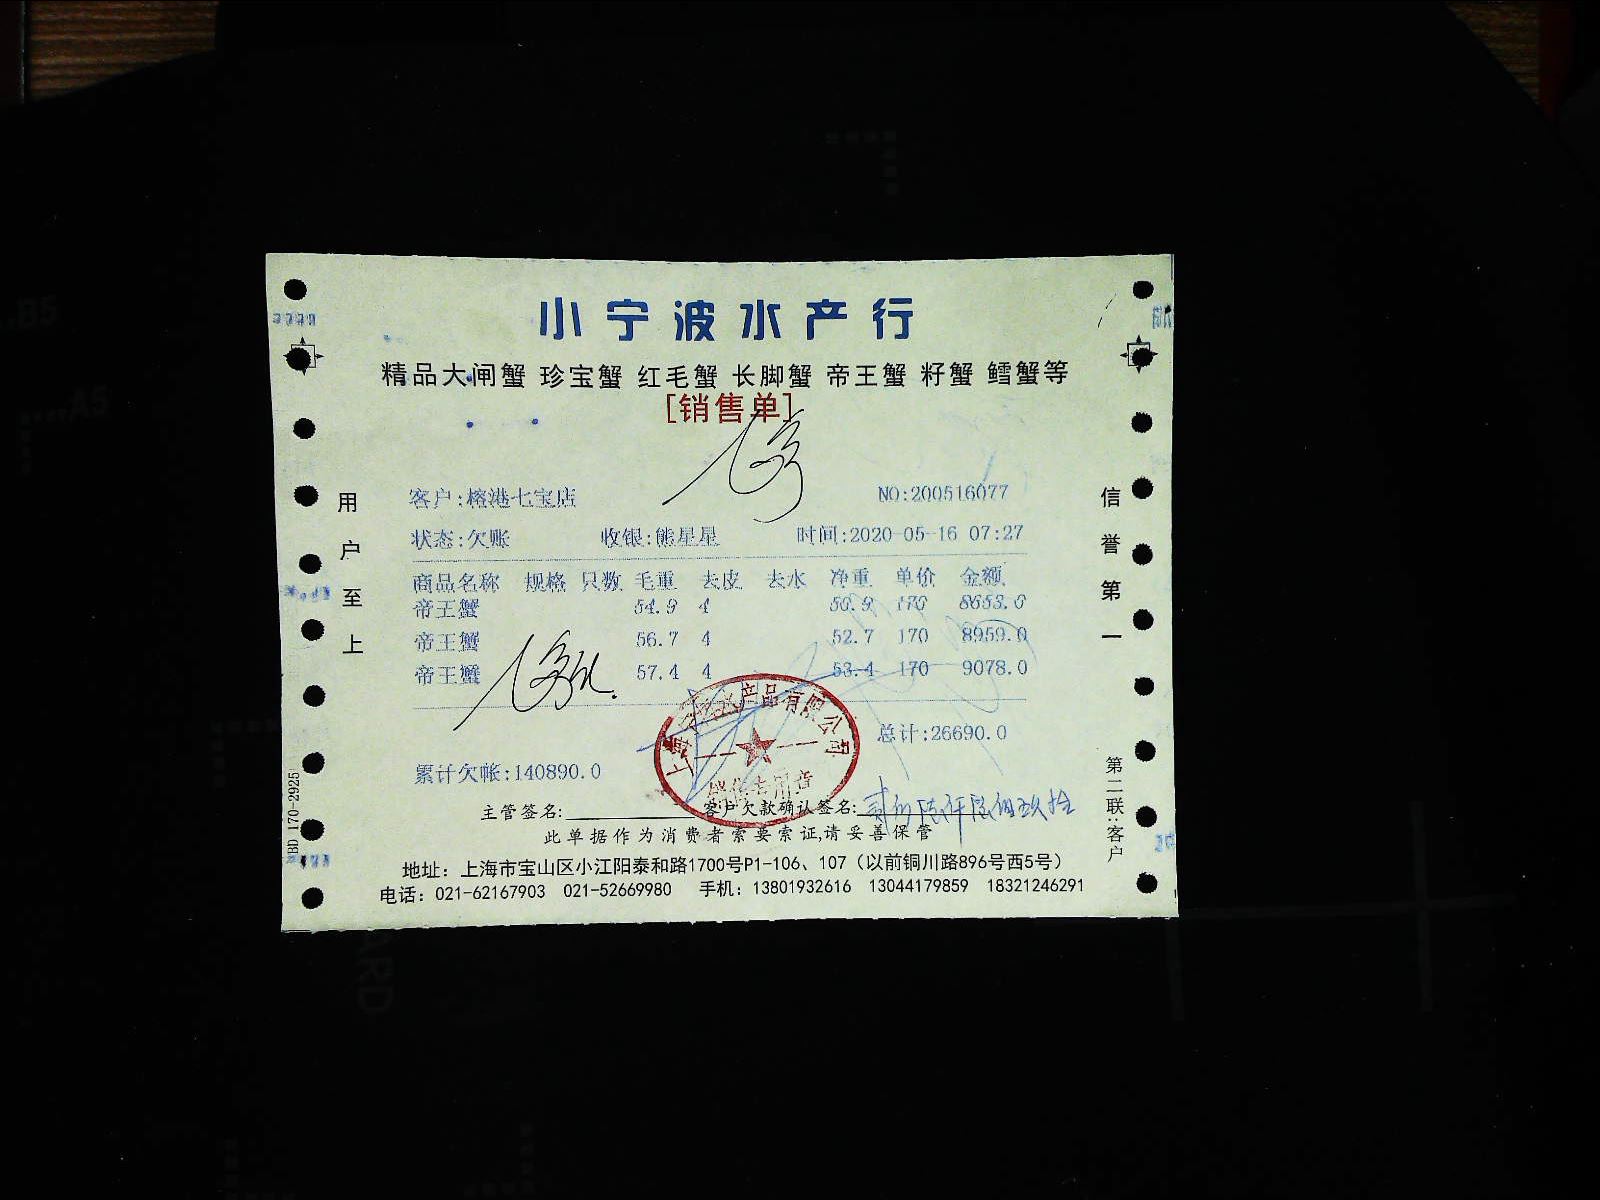 小宁波水产行
精品大闸蟹 珍宝蟹 红毛蟹 长脚蟹 帝王蟹 籽蟹 鳕蟹等
[销售单]
客户:榕港七宝店 NO:200516077
状态:欠账 收银:熊星星 时间:2020-05-16 07:27
商品名称 规格 只数 毛重 去皮 去水 净重 单价 金额
帝王蟹 54.9 4 50.9 170 8653.0
帝王蟹 56.7 4 52.7 170 8959.0
帝王蟹 57.4 4 53.4 170 9078.0
总计:26690.0
累计欠帐:140890.0
主管签名: 客户欠款确认签名:
此单据作为消费者索要索证,请妥善保管
地址：上海市宝山区小江阳泰和路1700号P1-106、107（以前铜川路896号西5号）
电话：021-62167903 021-52669980 手机：13801932616 13044179859 18321246291
用户至上
信誉第一
第二联:客户
BD 170-2925
产品有限公司
A5
B5